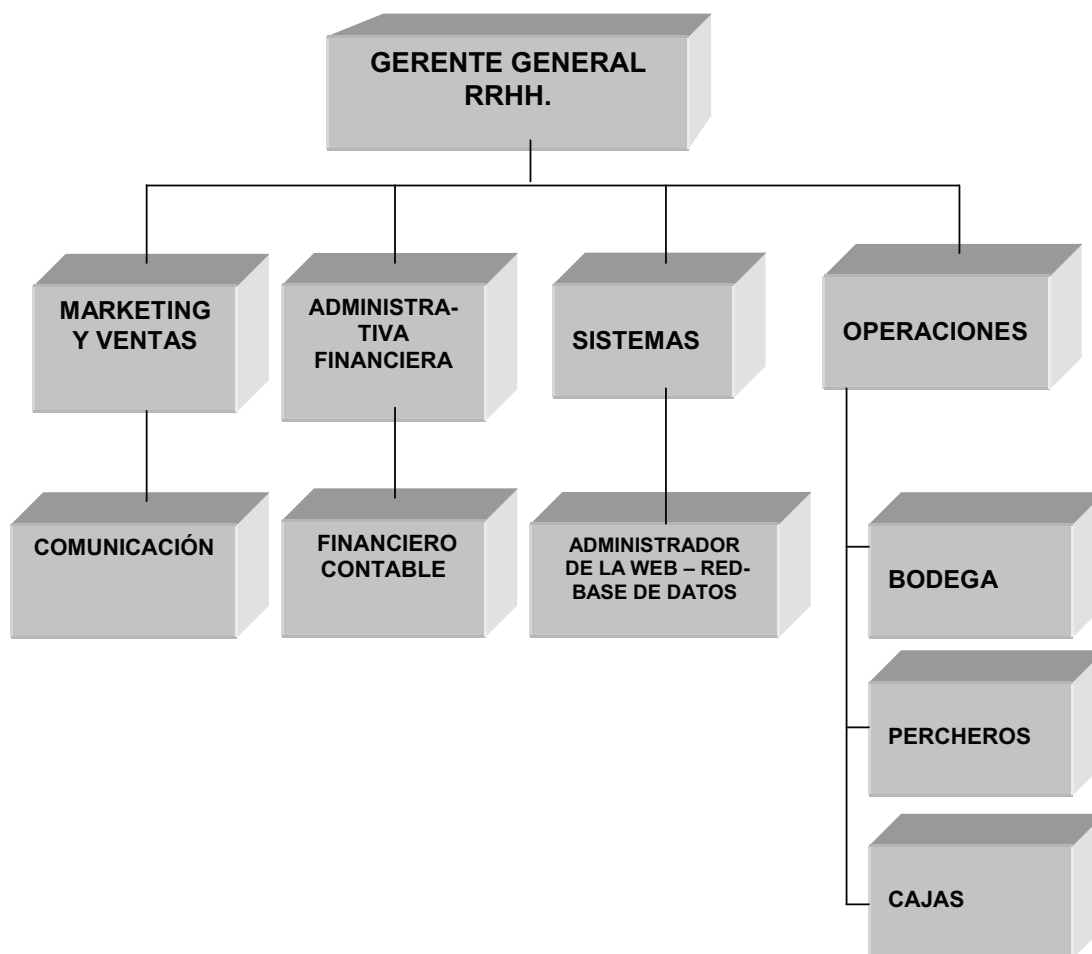 GERENTE GENERAL
RRHH.
MARKETING
Y VENTAS
ADMINISTRA-
TIVA
FINANCIERA
SISTEMAS
OPERACIONES
COMUNICACIÓN
FINANCIERO
CONTABLE
ADMINISTRADOR
DE LA WEB – RED-
BASE DE DATOS
BODEGA
PERCHEROS
CAJAS